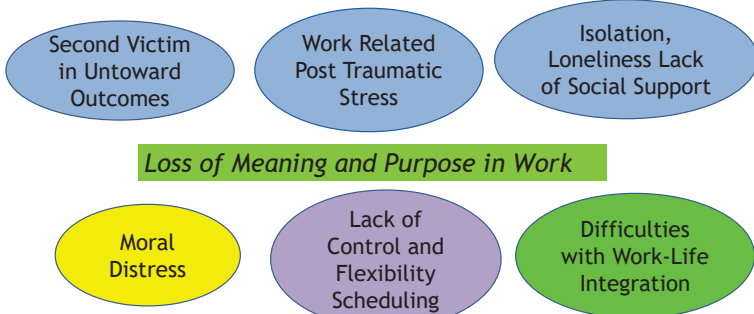 Second Victim
in Untoward
Outcomes
Work Related
Post Traumatic
Stress
Isolation,
Loneliness Lack
of Social Support
Loss of Meaning and Purpose in Work
Moral
Distress
Lack of
Control and
Flexibility
Scheduling
Difficulties
with Work-Life
Integration